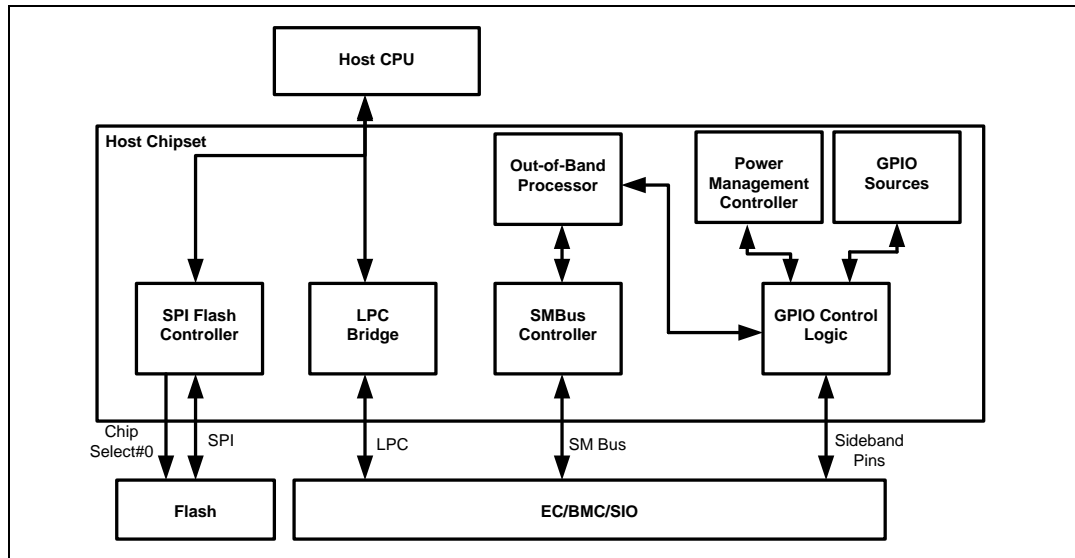 Host CPU
Host Chipset
Out-of-Band
Processor
Power
Management
Controller
GPIO
Sources
SPI Flash
Controller
LPC
Bridge
SMBus
Controller
GPIO Control
Logic
Chip
Select#0
SPI
LPC
SM Bus
Sideband
Pins
Flash
EC/BMC/SIO